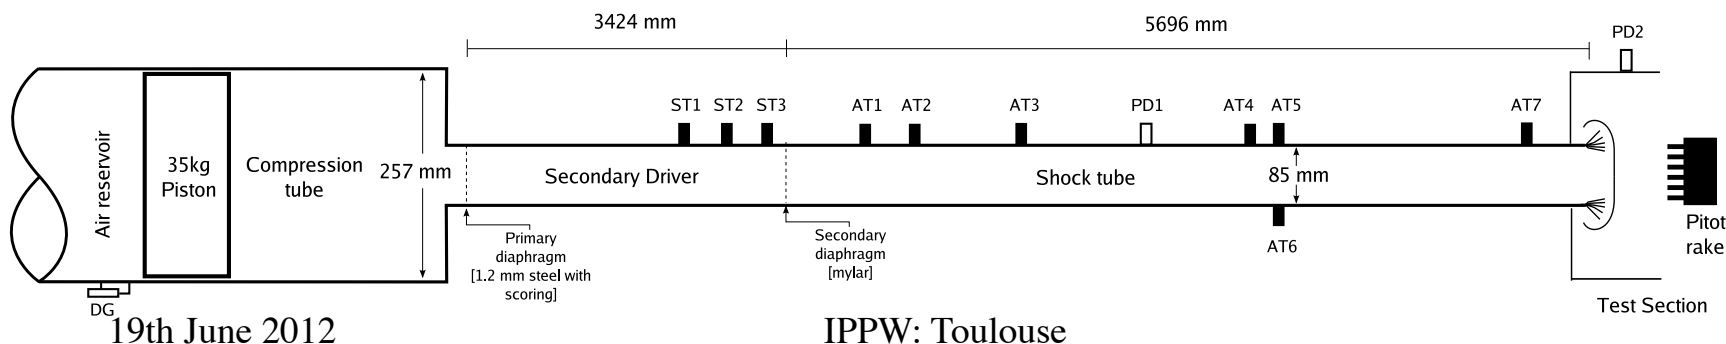 3424 mm
5696 mm
PD2
ST1 ST2 ST3 AT1 AT2 AT3 PD1 AT4 AT5 AT7
Air reservoir
35kg
Piston
Compression
tube
257 mm
Secondary Driver
Shock tube
85 mm
Pitot
rake
Primary
diaphragm
[1.2 mm steel with
scoring]
Secondary
diaphragm
[mylar]
AT6
DG
Test Section
19th June 2012
IPPW: Toulouse